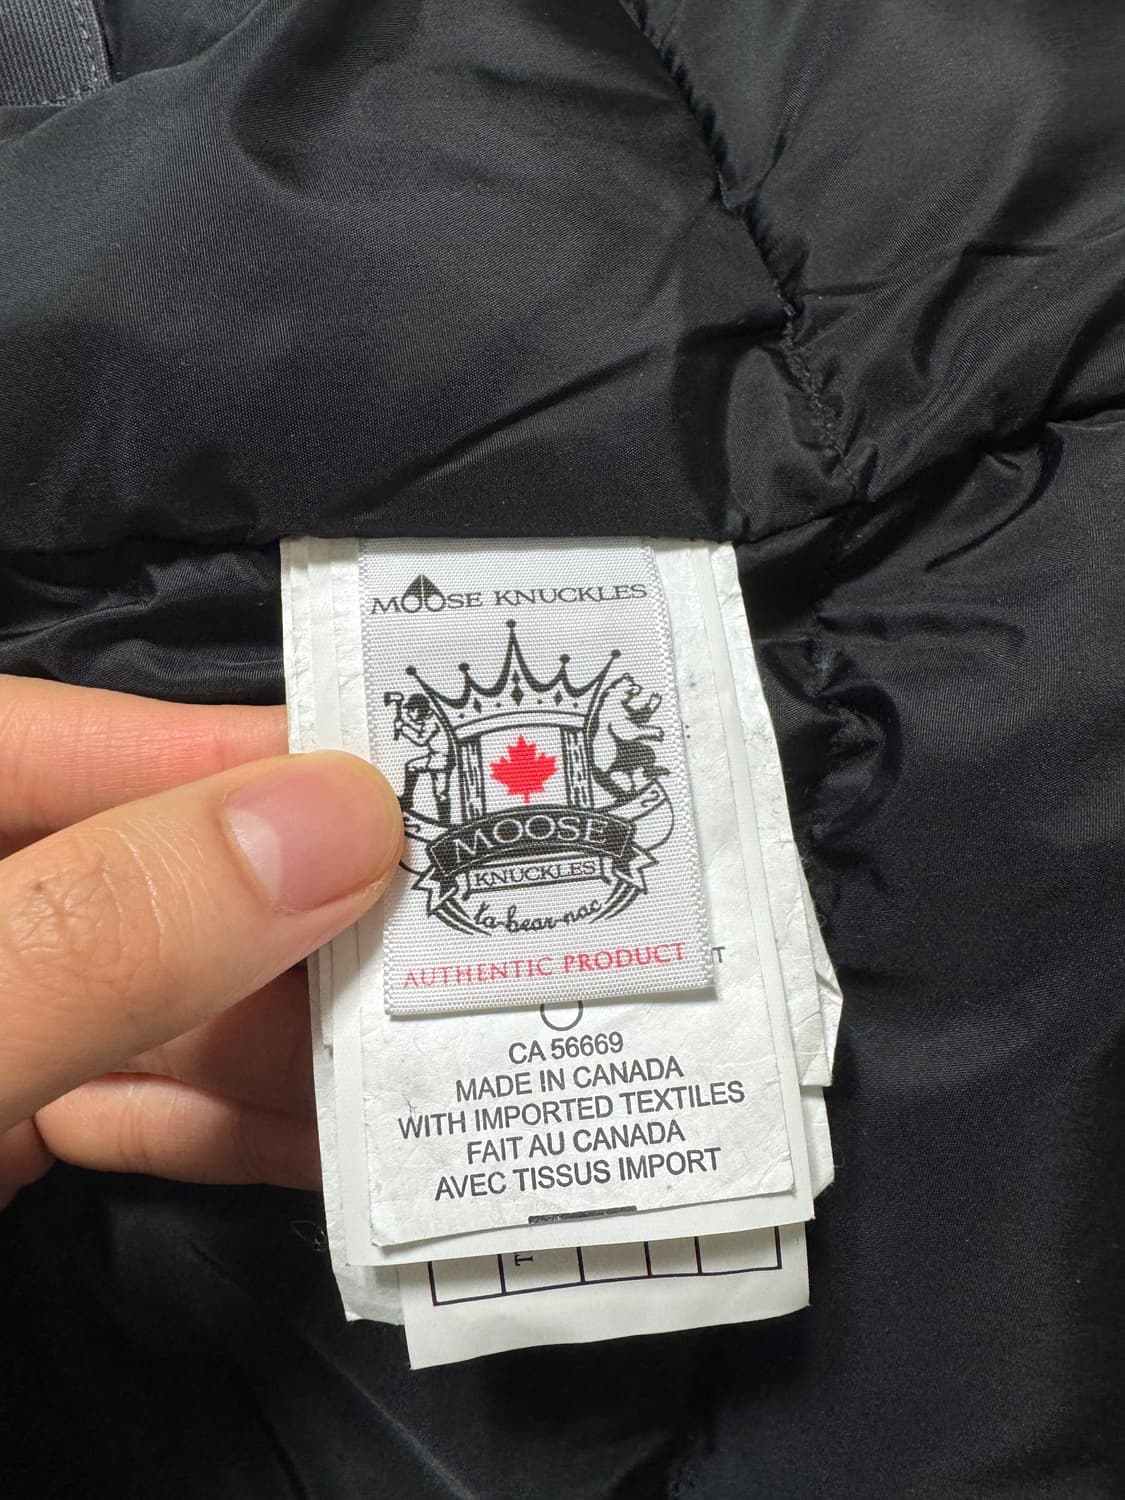 MOOSE KNUCKLES
MOOSE
KNUCKLES
ta-bear-nac
AUTHENTIC PRODUCT
T
CA 56669
MADE IN CANADA
WITH IMPORTED TEXTILES
FAIT AU CANADA
AVEC TISSUS IMPORT
T